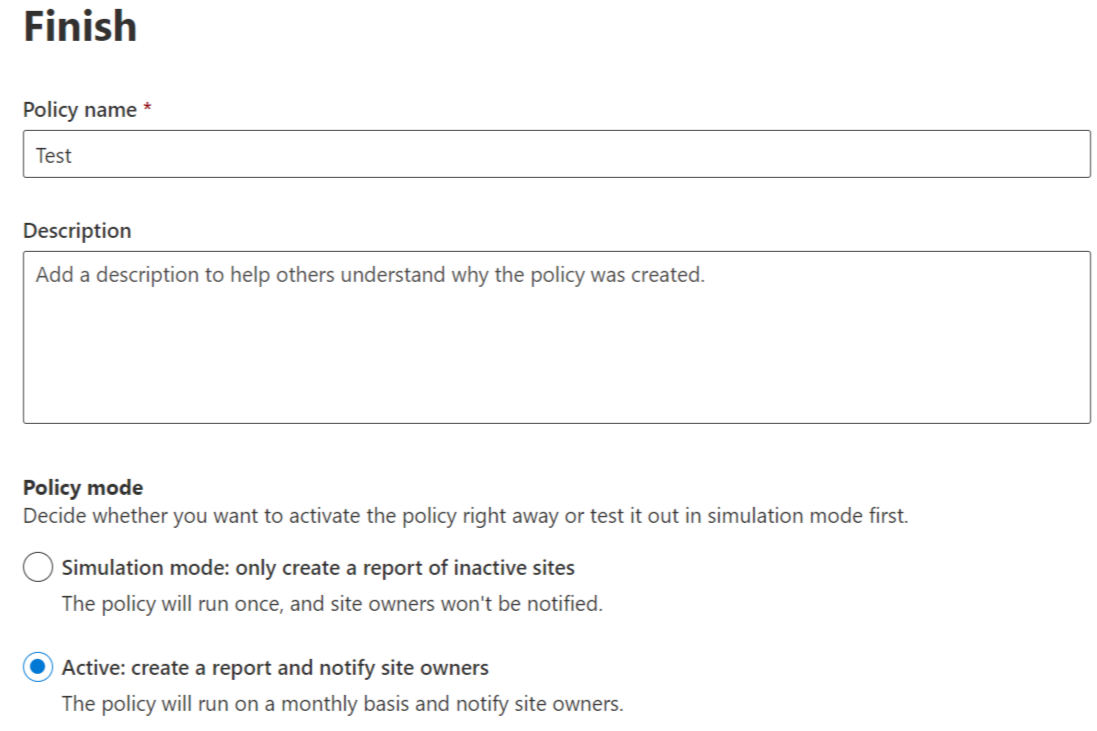 Finish
Policy name *
Test
Description
Add a description to help others understand why the policy was created.
Policy mode
Decide whether you want to activate the policy right away or test it out in simulation mode first.
Simulation mode: only create a report of inactive sites
The policy will run once, and site owners won't be notified.
Active: create a report and notify site owners
The policy will run on a monthly basis and notify site owners.